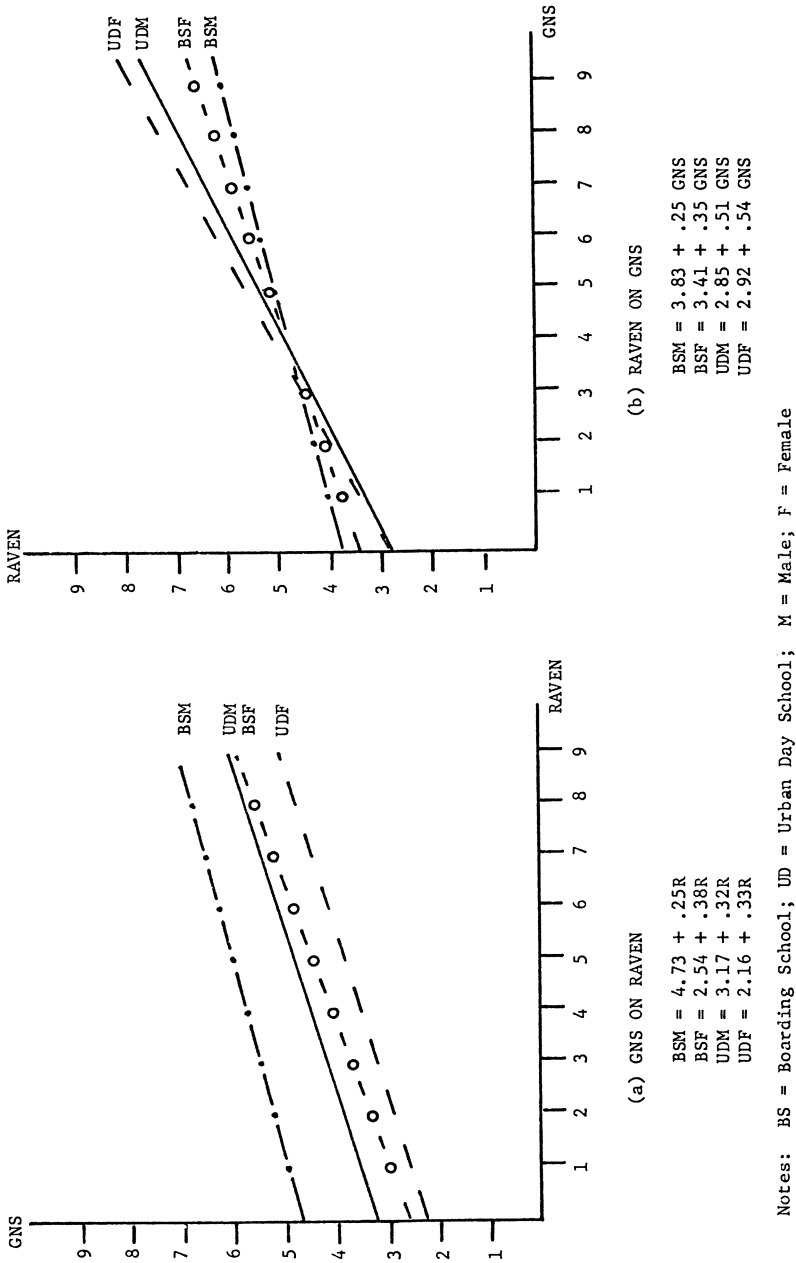 GNS
9
8
7
6
5
4
3
2
1
BSM
UDM
BSF
UDF
1 2 3 4 5 6 7 8 9
RAVEN
(a) GNS ON RAVEN
BSM = 4.73 + .25R
BSF = 2.54 + .38R
UDM = 3.17 + .32R
UDF = 2.16 + .33R
RAVEN
9
8
7
6
5
4
3
2
1
UDF
UDM
BSF
BSM
1 2 3 4 5 6 7 8 9
GNS
(b) RAVEN ON GNS
BSM = 3.83 + .25 GNS
BSF = 3.41 + .35 GNS
UDM = 2.85 + .51 GNS
UDF = 2.92 + .54 GNS
Notes: BS = Boarding School; UD = Urban Day School; M = Male; F = Female